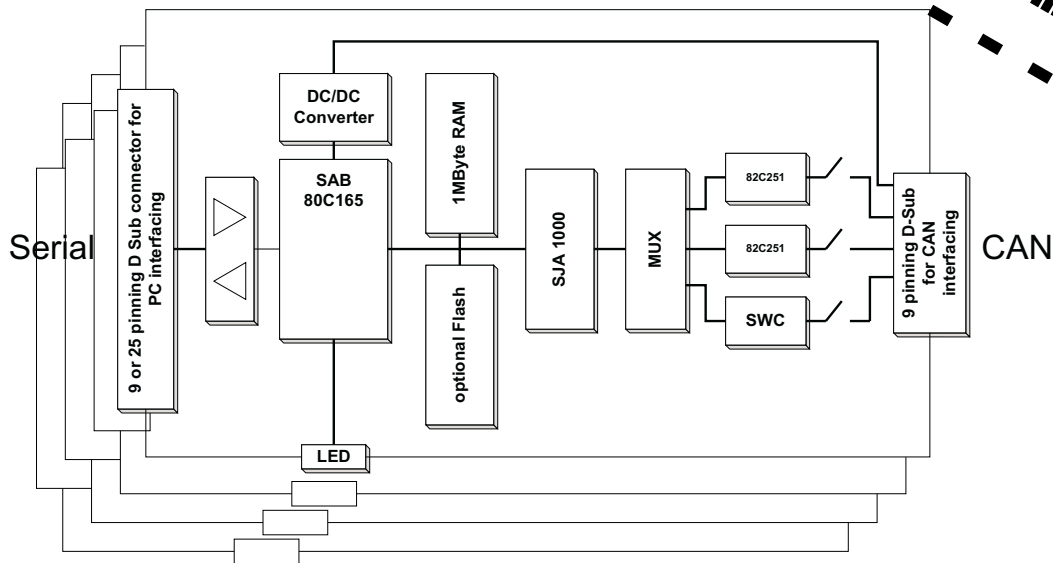 Serial
9 or 25 pinning D Sub connector for
PC interfacing
DC/DC
Converter
SAB
80C165
LED
1MByte RAM
optional Flash
SJA 1000
MUX
82C251
82C251
SWC
9 pinning D-Sub
for CAN
interfacing
CAN